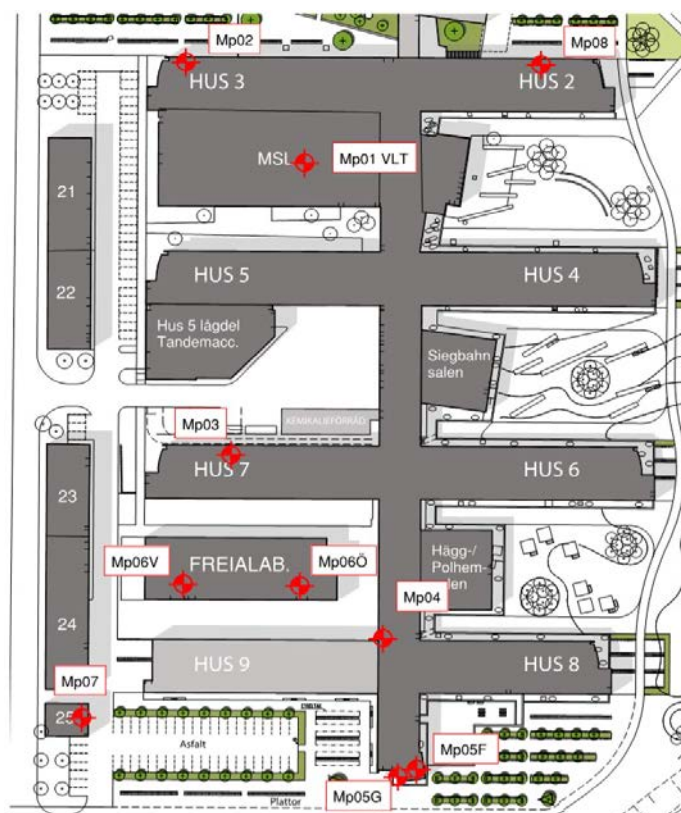 Mp02
Mp08
HUS 3
HUS 2
MSL
Mp01 VLT
21
22
HUS 5
HUS 4
Hus 5 lågdel
Tandemacc.
Siegbahn
salen
KEMIKALIEFÖRRÅD
Mp03
HUS 7
HUS 6
23
Mp06V
FREIALAB.
Mp06Ö
Hägg-/
Polhem-
Mp04
24
HUS 9
HUS 8
Mp07
25
Asfalt
Mp05F
Mp05G
Plattor